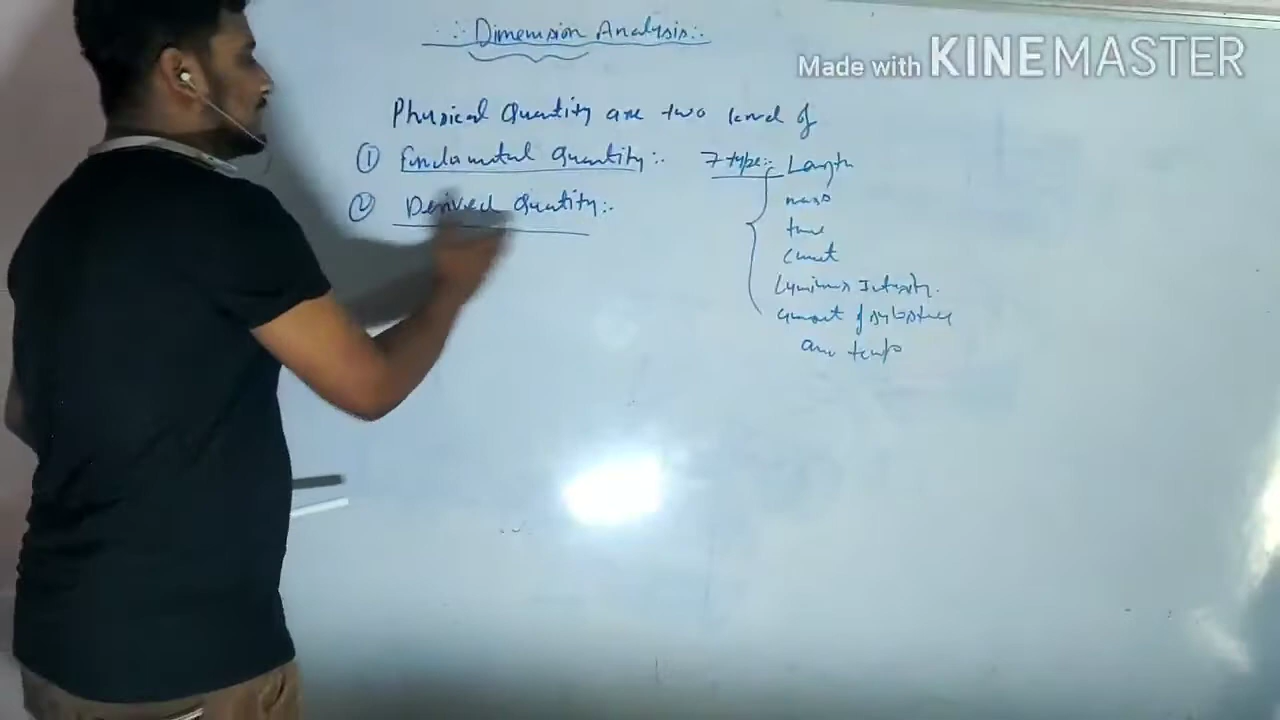 ∴ Dimension Analysis:.
Made with KINEMASTER
Physical Quantity are two kind of
① Fundamental Quantity:. 7 type:- Length
② Derived Quantity:.
mass
time
Current
Luminus Intensity.
amount of substance
and temp